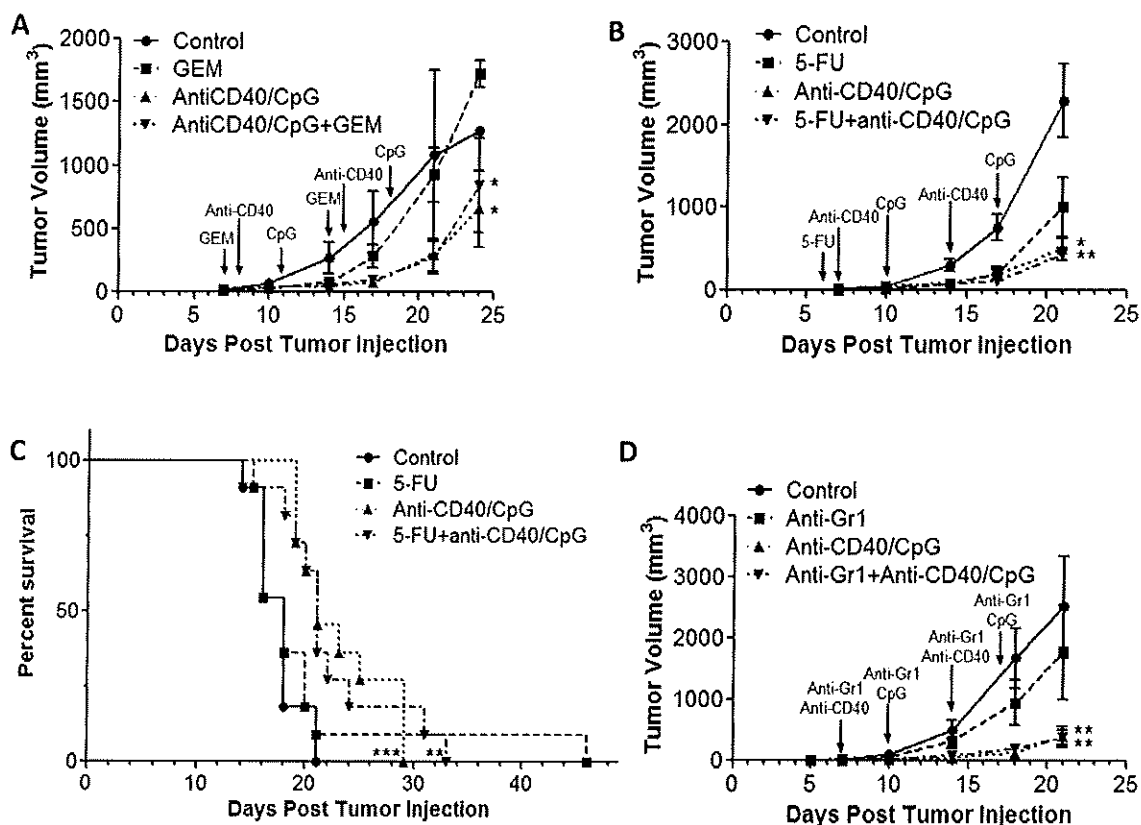 A
Tumor Volume (mm³)
2000
1500
1000
500
0
Control
GEM
AntiCD40/CpG
AntiCD40/CpG+GEM
GEM
Anti-CD40
CpG
GEM
Anti-CD40
CpG
*
*
0 5 10 15 20 25
Days Post Tumor Injection
B
Tumor Volume (mm³)
3000
2000
1000
0
Control
5-FU
Anti-CD40/CpG
5-FU+anti-CD40/CpG
5-FU
Anti-CD40
CpG
Anti-CD40
CpG
*
**
0 5 10 15 20 25
Days Post Tumor Injection
C
Percent survival
100
50
0
Control
5-FU
Anti-CD40/CpG
5-FU+anti-CD40/CpG
*** **
0 10 20 30 40
Days Post Tumor Injection
D
Tumor Volume (mm³)
4000
3000
2000
1000
0
Control
Anti-Gr1
Anti-CD40/CpG
Anti-Gr1+Anti-CD40/CpG
Anti-Gr1
Anti-CD40
Anti-Gr1
CpG
Anti-Gr1
Anti-CD40
Anti-Gr1
CpG
**
**
0 5 10 15 20 25
Days Post Tumor Injection